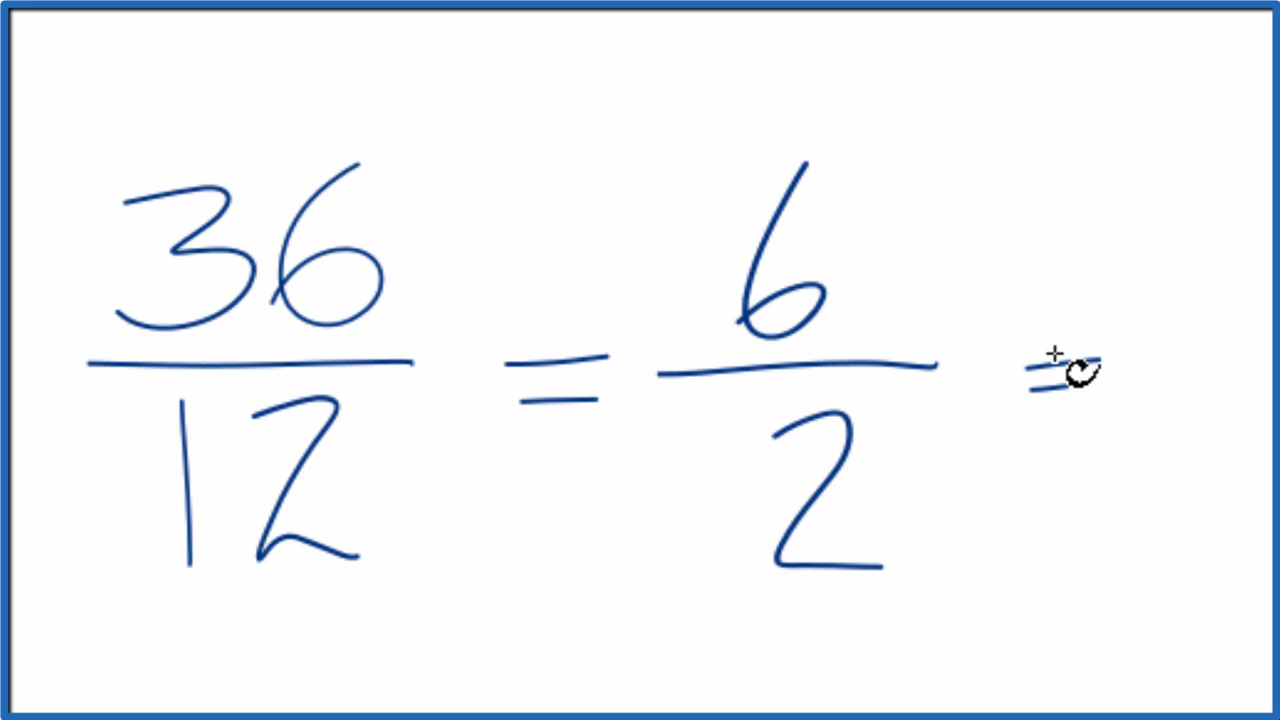 36/12 = 6/2 =